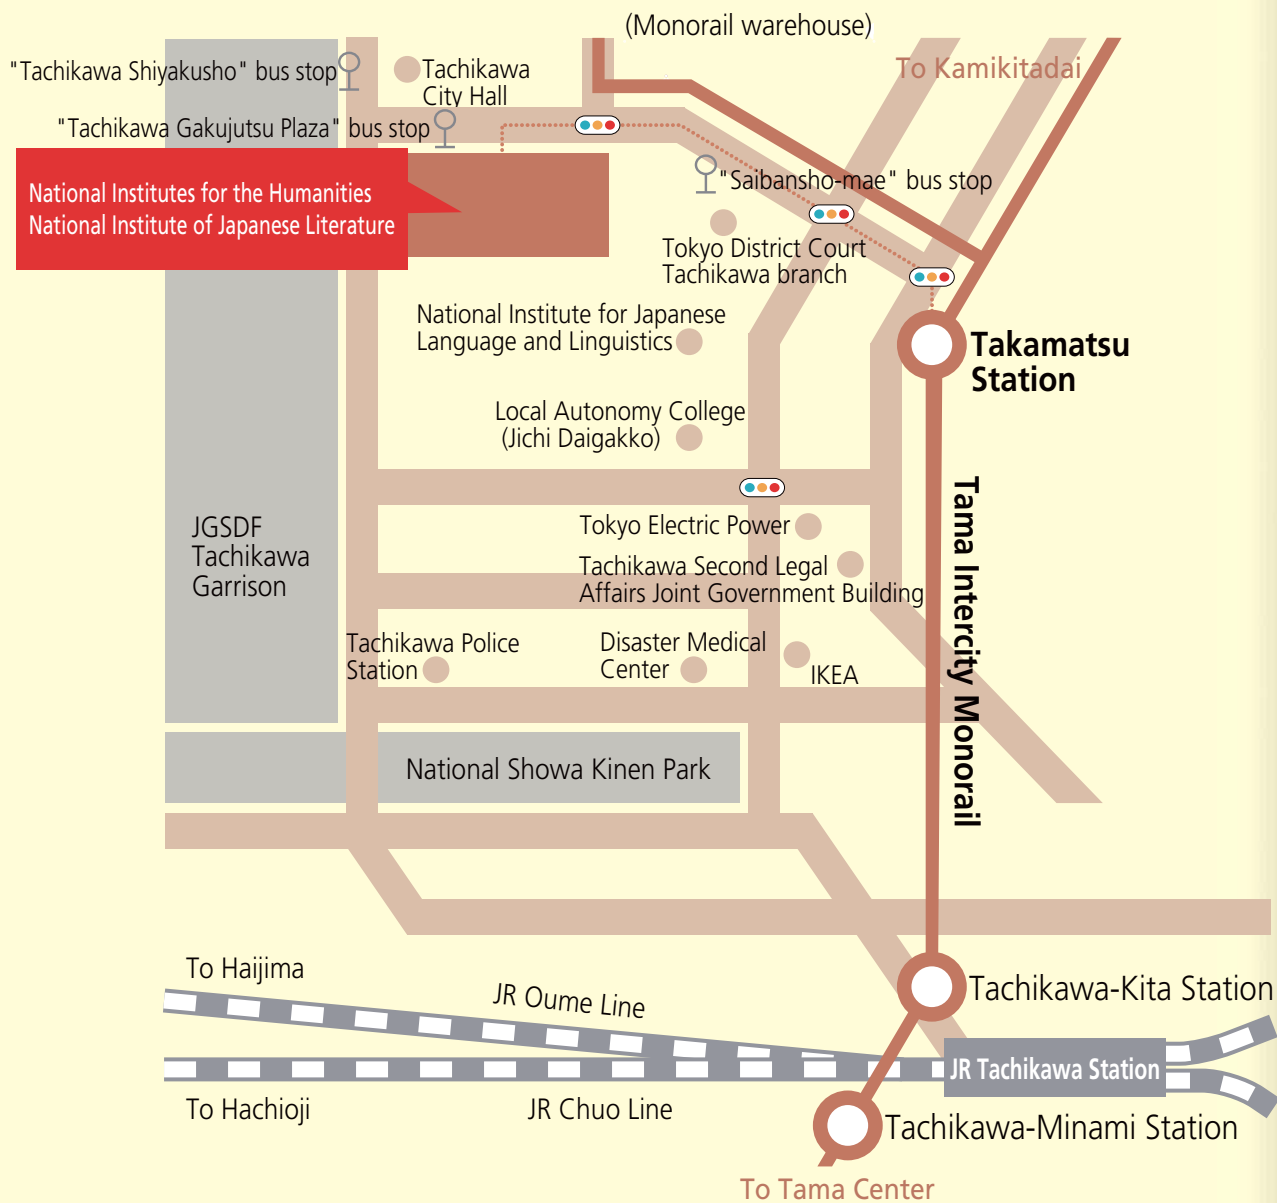 (Monorail warehouse)
"Tachikawa Shiyakusho" bus stop
Tachikawa
City Hall
To Kamikitadai
"Tachikawa Gakujutsu Plaza" bus stop
National Institutes for the Humanities
National Institute of Japanese Literature
"Saibansho-mae" bus stop
Tokyo District Court
Tachikawa branch
National Institute for Japanese
Language and Linguistics
Takamatsu
Station
Local Autonomy College
(Jichi Daigakko)
Tama Intercity Monorail
JGSDF
Tachikawa
Garrison
Tokyo Electric Power
Tachikawa Second Legal
Affairs Joint Government Building
Tachikawa Police
Station
Disaster Medical
Center
IKEA
National Showa Kinen Park
To Haijima
JR Oume Line
Tachikawa-Kita Station
JR Tachikawa Station
To Hachioji
JR Chuo Line
Tachikawa-Minami Station
To Tama Center